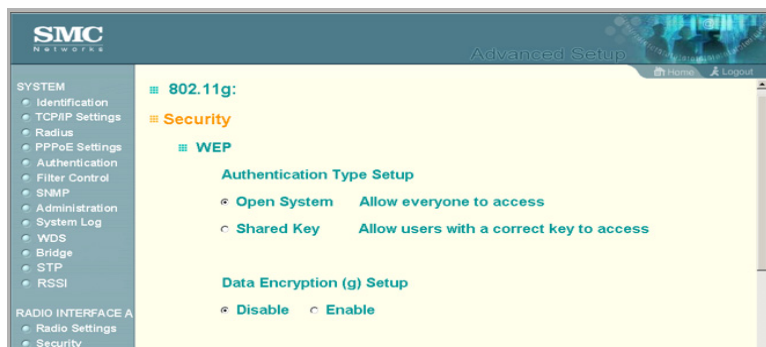 SMC
Networks
Advanced Setup
Home Logout
SYSTEM
Identification
TCP/IP Settings
Radius
PPPoE Settings
Authentication
Filter Control
SNMP
Administration
System Log
WDS
Bridge
STP
RSSI
RADIO INTERFACE A
Radio Settings
Security
802.11g:
Security
WEP
Authentication Type Setup
Open System Allow everyone to access
Shared Key Allow users with a correct key to access
Data Encryption (g) Setup
Disable Enable